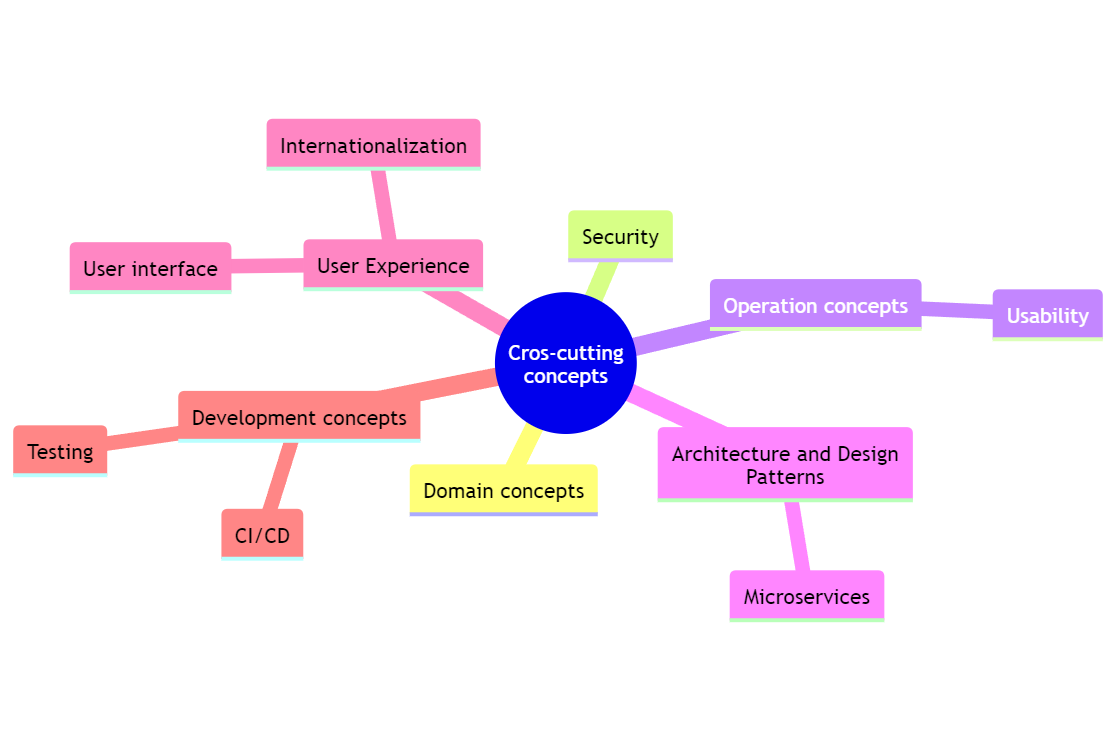 Internationalization
Security
User interface
User Experience
Operation concepts
Usability
Cros-cutting
concepts
Development concepts
Testing
Architecture and Design
Patterns
Domain concepts
CI/CD
Microservices